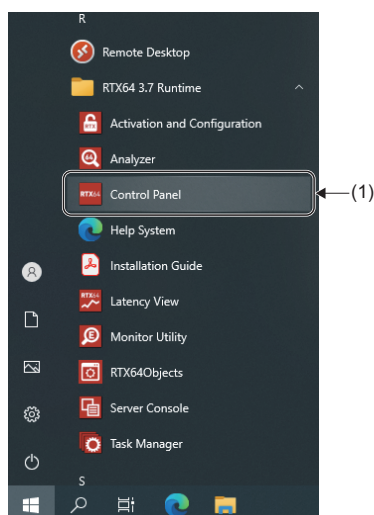 R
Remote Desktop
RTX64 3.7 Runtime
Activation and Configuration
Analyzer
Control Panel
(1)
Help System
Installation Guide
Latency View
Monitor Utility
RTX64Objects
Server Console
Task Manager
S